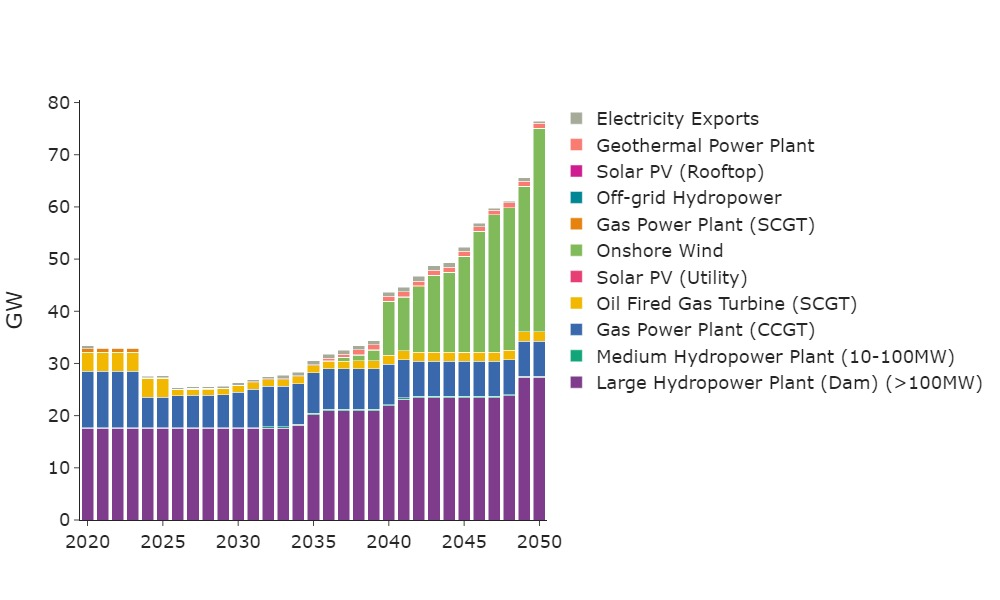 GW
80
70
60
50
40
30
20
10
0
2020 2025 2030 2035 2040 2045 2050
Electricity Exports
Geothermal Power Plant
Solar PV (Rooftop)
Off-grid Hydropower
Gas Power Plant (SCGT)
Onshore Wind
Solar PV (Utility)
Oil Fired Gas Turbine (SCGT)
Gas Power Plant (CCGT)
Medium Hydropower Plant (10-100MW)
Large Hydropower Plant (Dam) (>100MW)